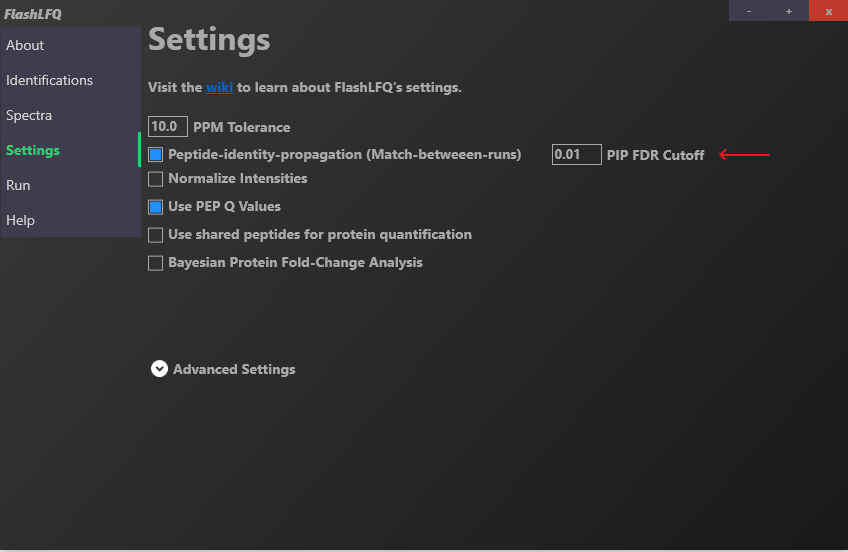 FlashLFQ
- + x
About
Identifications
Spectra
Settings
Run
Help
Settings
Visit the wiki to learn about FlashLFQ's settings.
10.0 PPM Tolerance
Peptide-identity-propagation (Match-betweeen-runs) 0.01 PIP FDR Cutoff
Normalize Intensities
Use PEP Q Values
Use shared peptides for protein quantification
Bayesian Protein Fold-Change Analysis
Advanced Settings